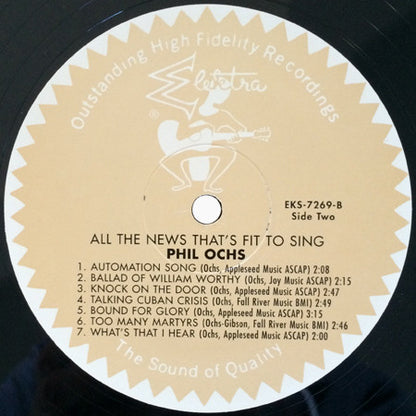 Outstanding High Fidelity Recordings
Elektra
®
EKS-7269-B
Side Two
ALL THE NEWS THAT'S FIT TO SING
PHIL OCHS
1. AUTOMATION SONG (Ochs, Appleseed Music ASCAP) 2:08
2. BALLAD OF WILLIAM WORTHY (Ochs, Joy Music ASCAP) 2:15
3. KNOCK ON THE DOOR (Ochs, Appleseed Music ASCAP) 2:47
4. TALKING CUBAN CRISIS (Ochs, Fall River Music BMI) 2:49
5. BOUND FOR GLORY (Ochs, Appleseed Music ASCAP) 3:15
6. TOO MANY MARTYRS (Ochs-Gibson, Fall River Music BMI) 2:46
7. WHAT'S THAT I HEAR (Ochs, Appleseed Music ASCAP) 2:00
The Sound of Quality